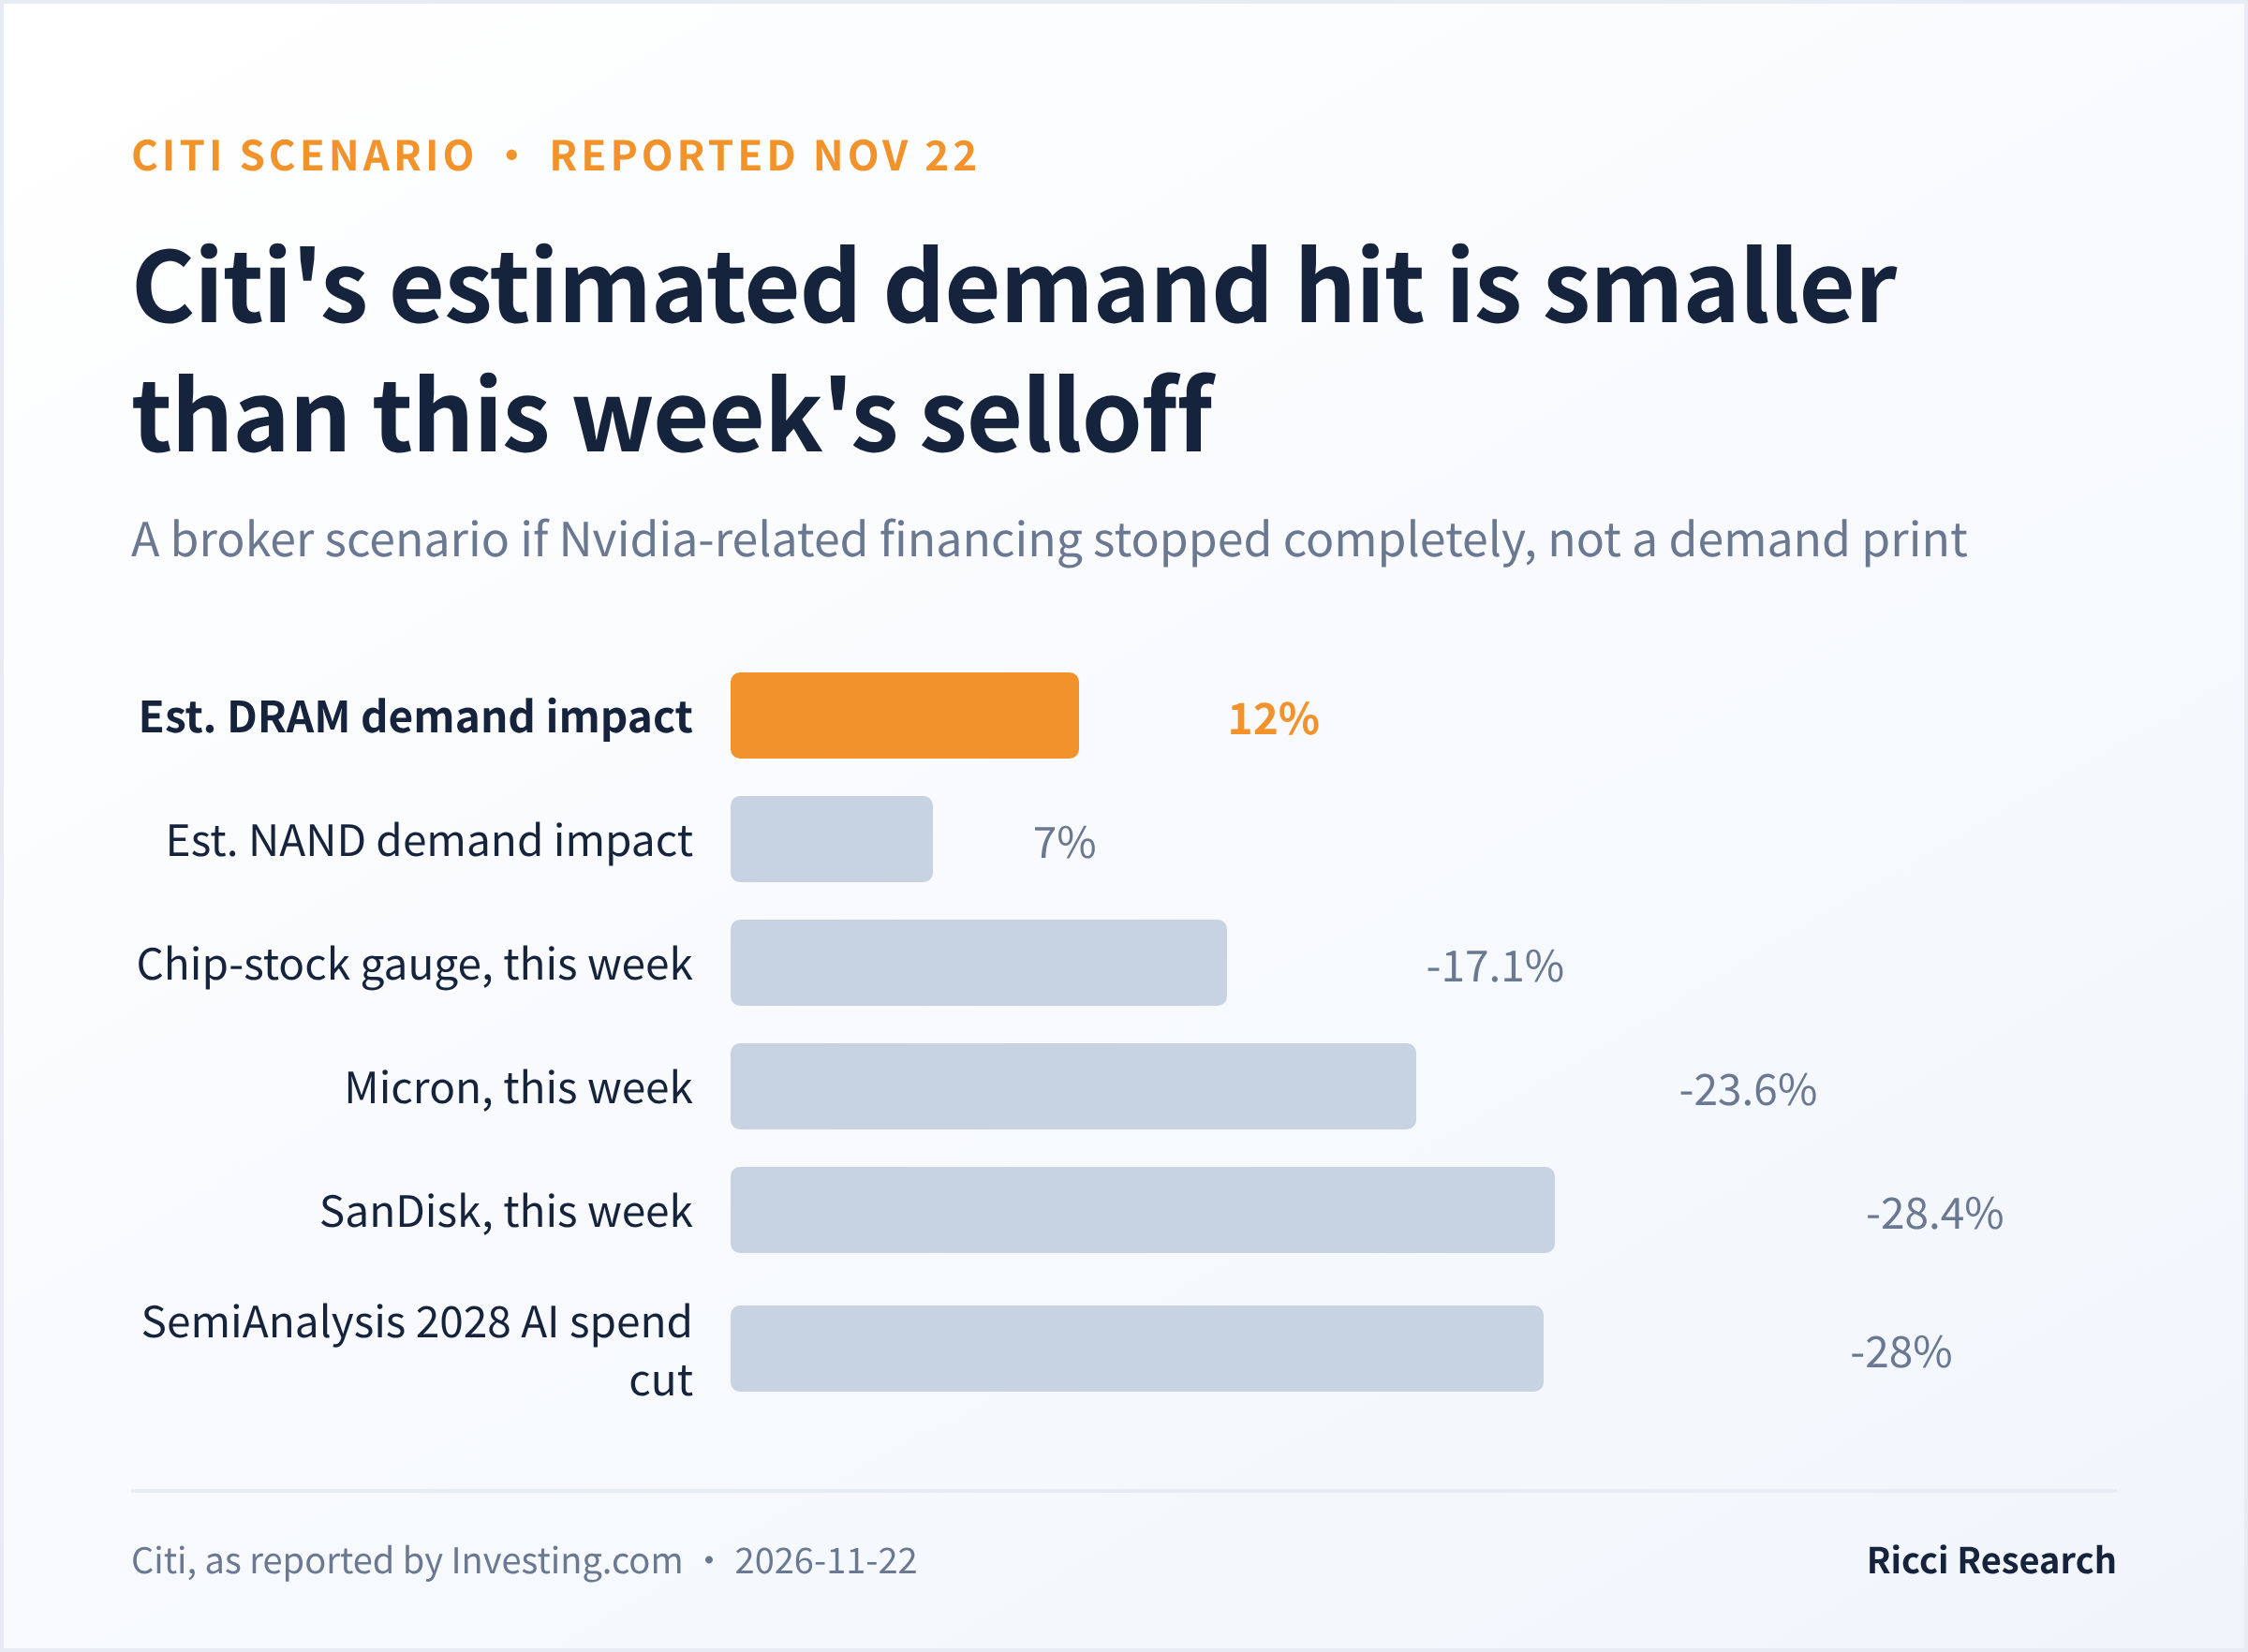 CITI SCENARIO • REPORTED NOV 22
Citi's estimated demand hit is smaller
than this week's selloff
A broker scenario if Nvidia-related financing stopped completely, not a demand print
Est. DRAM demand impact 12%
Est. NAND demand impact 7%
Chip-stock gauge, this week -17.1%
Micron, this week -23.6%
SanDisk, this week -28.4%
SemiAnalysis 2028 AI spend
cut -28%
Citi, as reported by Investing.com • 2026-11-22
Ricci Research